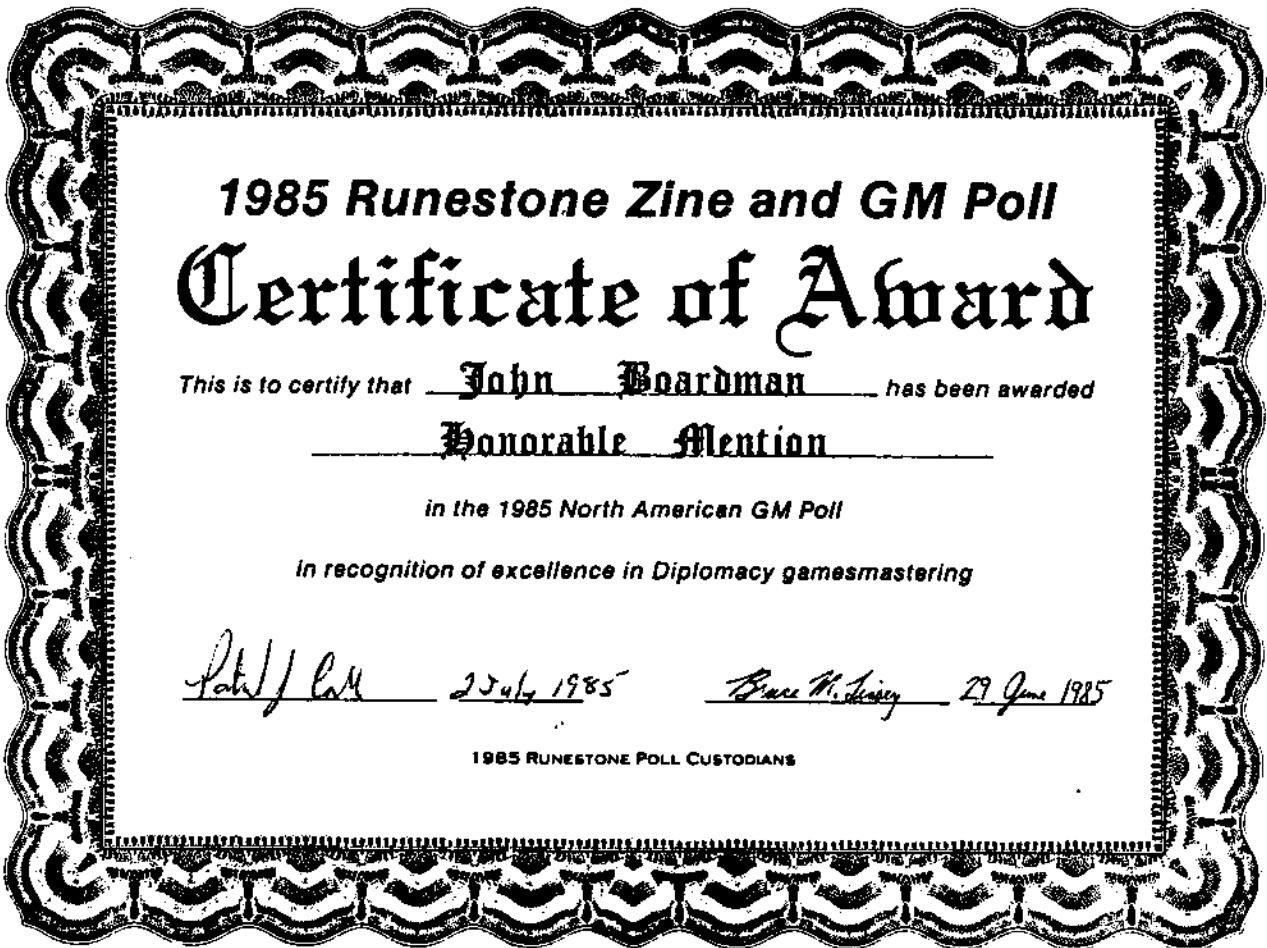 1985 Runestone Zine and GM Poll
Certificate of Award
This is to certify that John Boardman has been awarded
Honorable Mention
in the 1985 North American GM Poll
in recognition of excellence in Diplomacy gamesmastering
J 2 July 1985 Bruce M. Linsey 29 June 1985
1985 RUNESTONE POLL CUSTODIANS